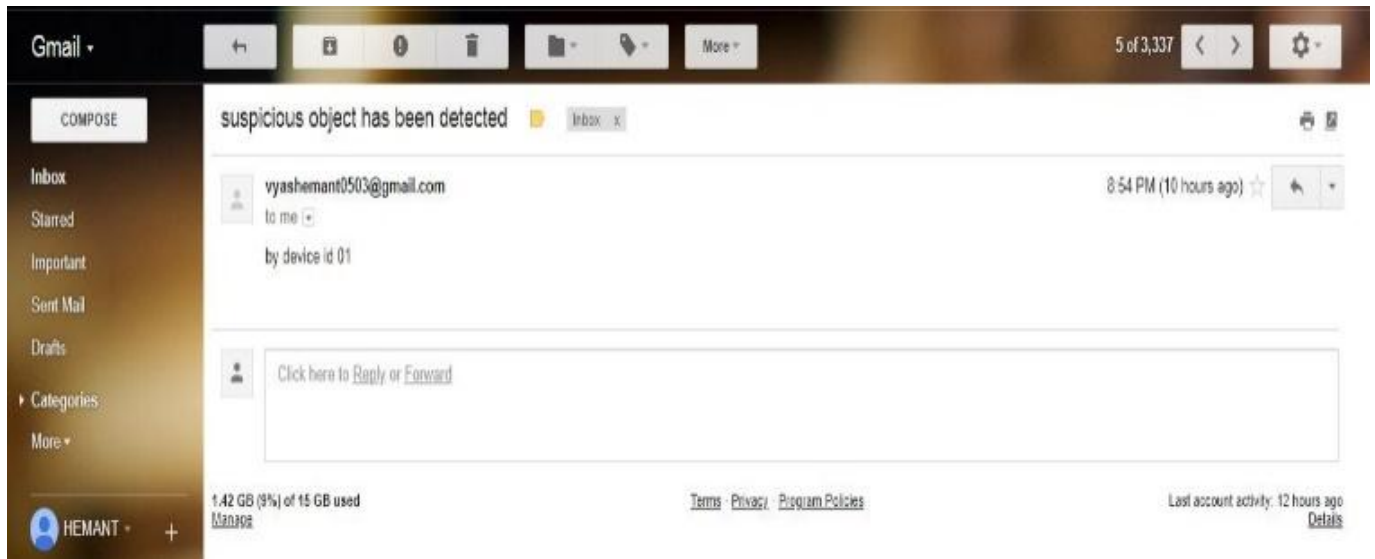 Gmail
More
5 of 3,337
COMPOSE
suspicious object has been detected
Inbox x
Inbox
Starred
Important
Sent Mail
Drafts
Categories
More
HEMANT
vyashemant0503@gmail.com
8:54 PM (10 hours ago)
to me
by device id 01
Click here to Reply or Forward
1.42 GB (9%) of 15 GB used
Manage
Terms - Privacy - Program Policies
Last account activity: 12 hours ago
Details